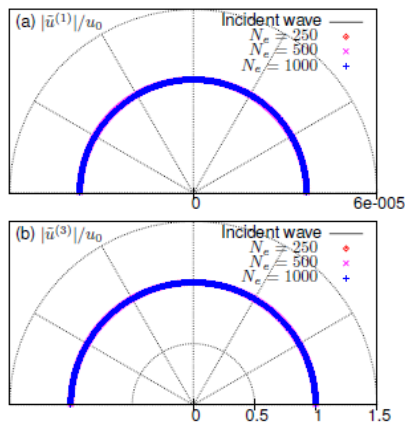 (a) |ũ⁽¹⁾|/u₀
Incident wave
Nₑ = 250
Nₑ = 500
Nₑ = 1000
0
6e-005
(b) |ũ⁽³⁾|/u₀
Incident wave
Nₑ = 250
Nₑ = 500
Nₑ = 1000
0 0.5 1 1.5